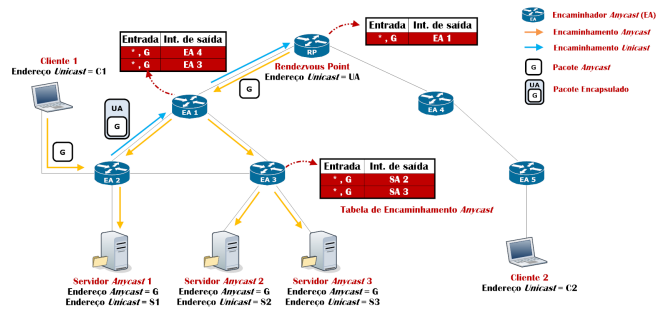 Entrada Int. de saída
* , G EA 4
* , G EA 3
Entrada Int. de saída
* , G EA 1
Encaminhador Anycast (EA)
Encaminhamento Anycast
Encaminhamento Unicast
G
Pacote Anycast
UA
G
Pacote Encapsulado
Cliente 1
Endereço Unicast = C1
RP
Rendezvous Point
Endereço Unicast = UA
G
UA
G
EA 1
EA 4
G
EA 2
EA 3
Entrada Int. de saída
* , G SA 2
* , G SA 3
Tabela de Encaminhamento Anycast
EA 5
Servidor Anycast 1
Endereço Anycast = G
Endereço Unicast = S1
Servidor Anycast 2
Endereço Anycast = G
Endereço Unicast = S2
Servidor Anycast 3
Endereço Anycast = G
Endereço Unicast = S3
Cliente 2
Endereço Unicast = C2